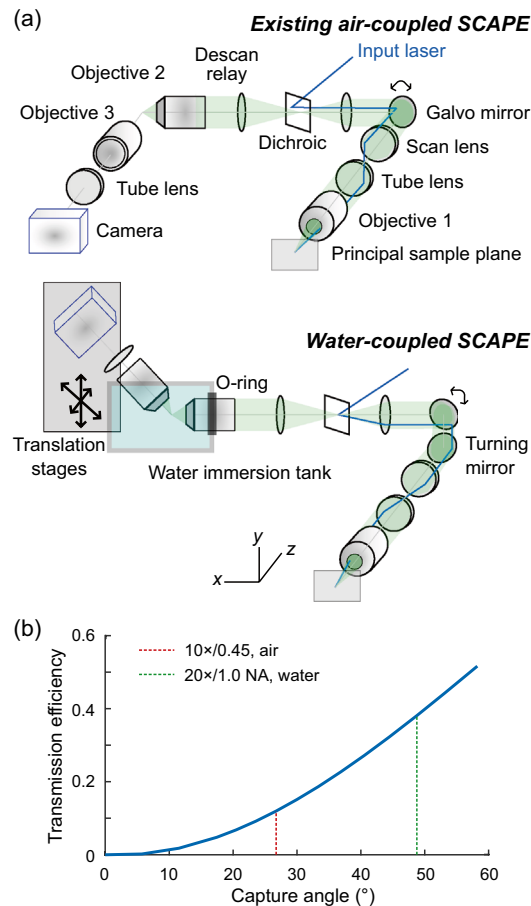 (a)
Existing air-coupled SCAPE
Input laser
Descan
relay
Objective 2
Objective 3
Dichroic
Galvo mirror
Scan lens
Tube lens
Tube lens
Objective 1
Camera
Principal sample plane
Water-coupled SCAPE
O-ring
Translation
stages
Water immersion tank
Turning
mirror
y
z
x
(b)
0.6
0.4
0.2
0
Transmission efficiency
10×/0.45, air
20×/1.0 NA, water
0 10 20 30 40 50 60
Capture angle (°)